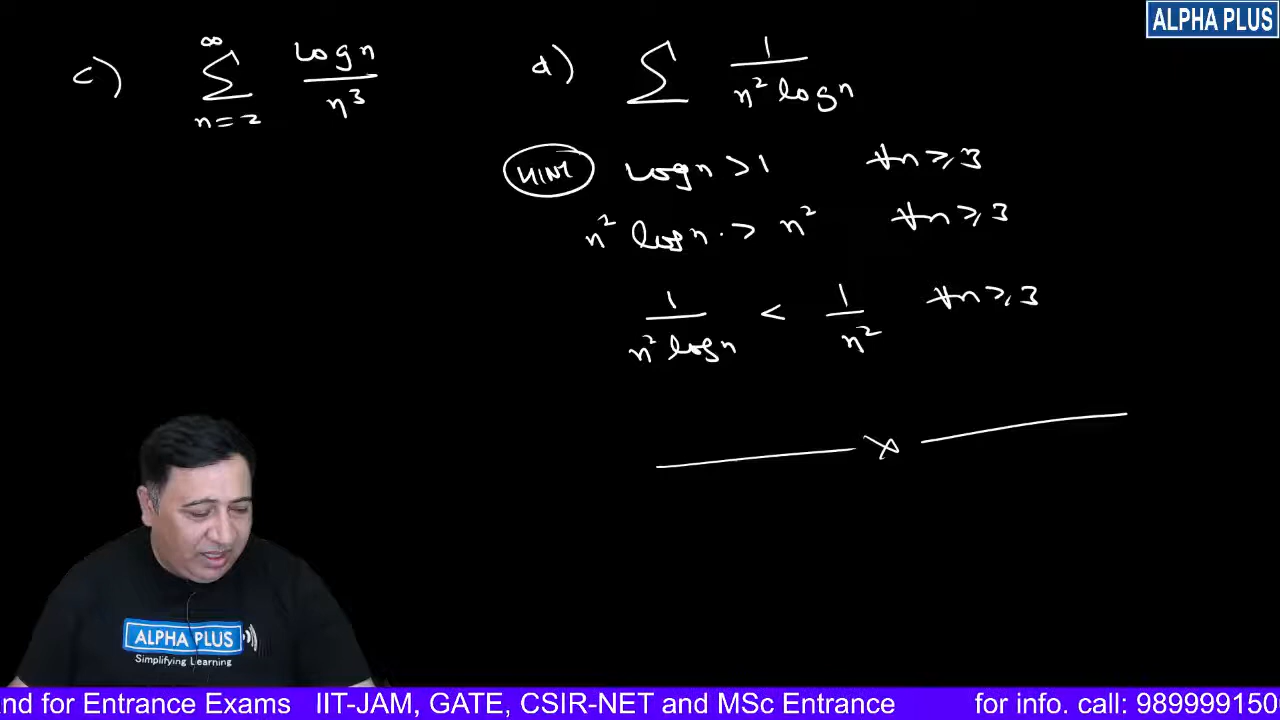 ALPHA PLUS
c) ∞∑n=2 log n / n³
d) ∑ 1 / n² log n
HINT log n > 1 ∀n ≥ 3
n² log n > n² ∀n ≥ 3
1 / n² log n < 1 / n² ∀n ≥ 3
x
ALPHA PLUS
Simplifying Learning
nd for Entrance Exams IIT-JAM, GATE, CSIR-NET and MSc Entrance for info. call: 989999150